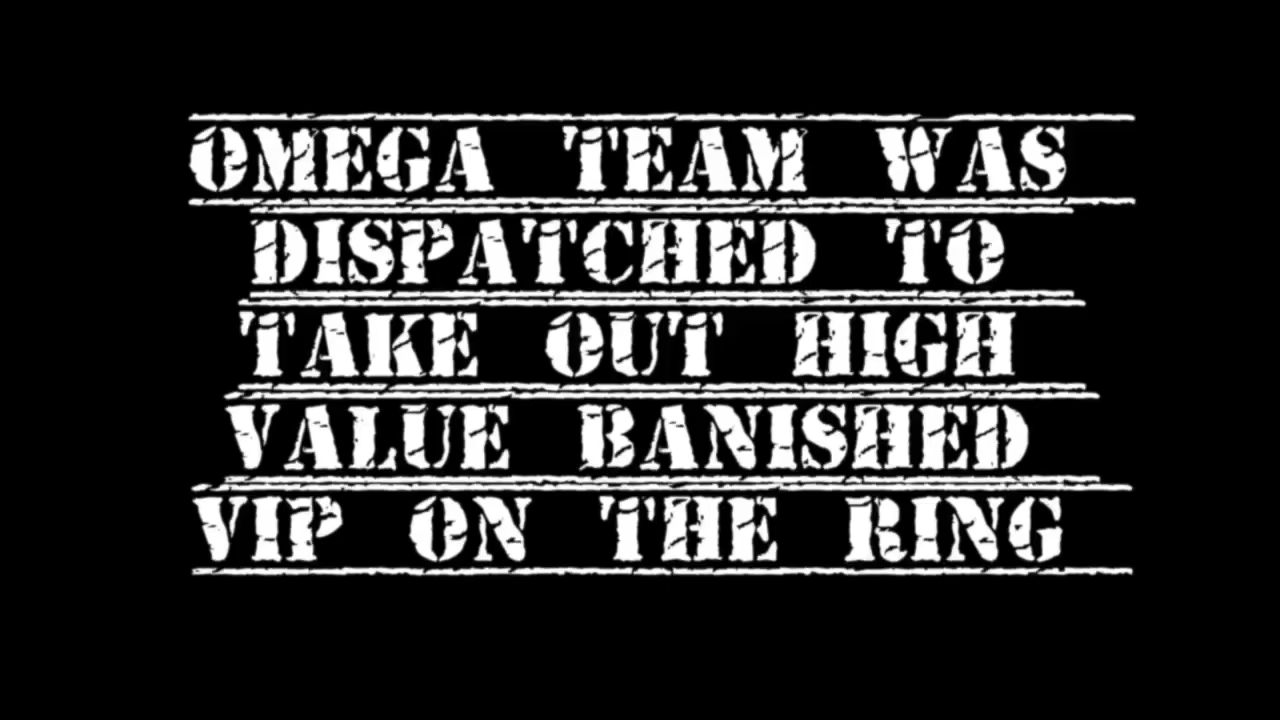 OMEGA TEAM WAS
DISPATCHED TO
TAKE OUT HIGH
VALUE BANISHED
VIP ON THE RING